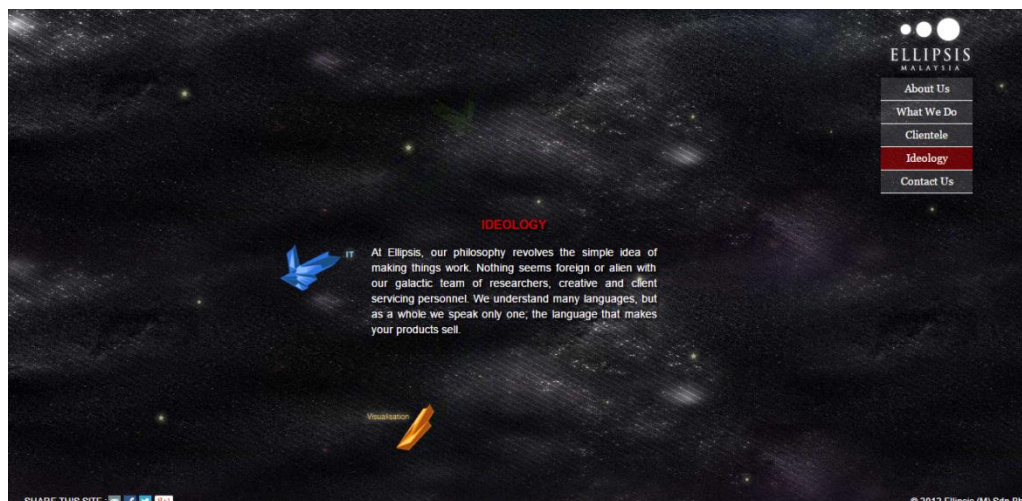 ELLIPSIS
MALAYSIA
About Us
What We Do
Clientele
Ideology
Contact Us
IDEOLOGY
IT
At Ellipsis, our philosophy revolves the simple idea of
making things work. Nothing seems foreign or alien with
our galactic team of researchers, creative and client
servicing personnel. We understand many languages, but
as a whole we speak only one; the language that makes
your products sell.
Visualisation
SHARE THIS SITE :
© 2012 Ellipsis (M) Sdn